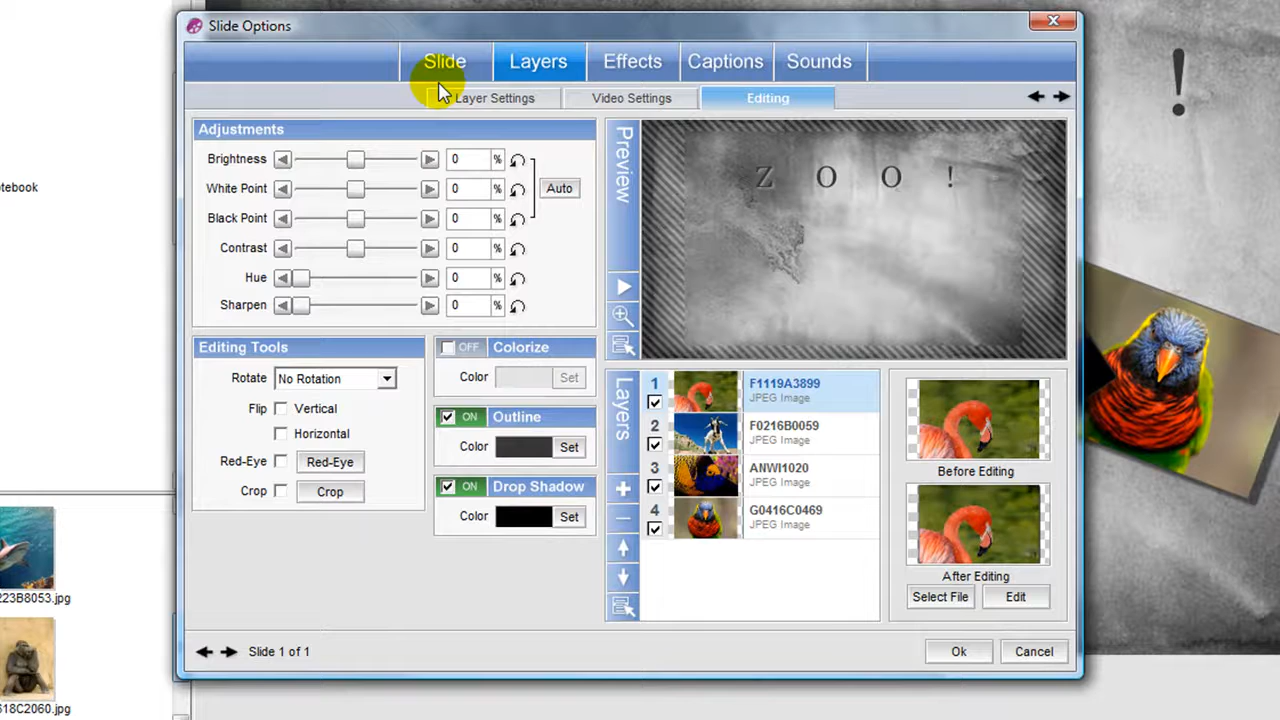 Slide Options
Slide Layers Effects Captions Sounds
Layer Settings Video Settings Editing
Adjustments
Brightness 0 %
White Point 0 % Auto
Black Point 0 %
Contrast 0 %
Hue 0 %
Sharpen 0 %
Preview
Z O O !
!
otebook
Editing Tools
Rotate No Rotation
Flip Vertical
Horizontal
Red-Eye Red-Eye
Crop Crop
OFF Colorize
Color Set
ON Outline
Color Set
ON Drop Shadow
Color Set
Layers
1 F1119A3899
JPEG Image
2 F0216B0059
JPEG Image
3 ANWI1020
JPEG Image
4 G0416C0469
JPEG Image
Before Editing
After Editing
Select File Edit
223B8053.jpg
618C2060.jpg
Slide 1 of 1
Ok Cancel